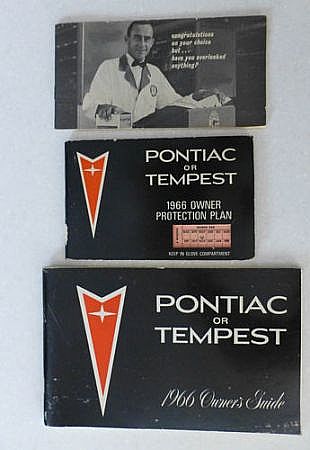 congratulations
on your choice
but...
have you overlooked
anything?
PONTIAC
OR
TEMPEST
1966 OWNER
PROTECTION PLAN
KEEP IN GLOVE COMPARTMENT
PONTIAC
OR
TEMPEST
1966 Owner's Guide